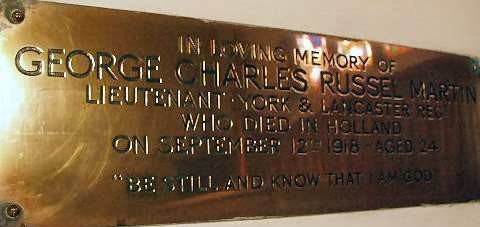 IN LOVING MEMORY OF
GEORGE CHARLES RUSSEL MARTIN
LIEUTENANT · YORK & LANCASTER REGT
WHO DIED IN HOLLAND
ON SEPTEMBER 12TH 1918 - AGED 24
"BE STILL AND KNOW THAT I AM GOD